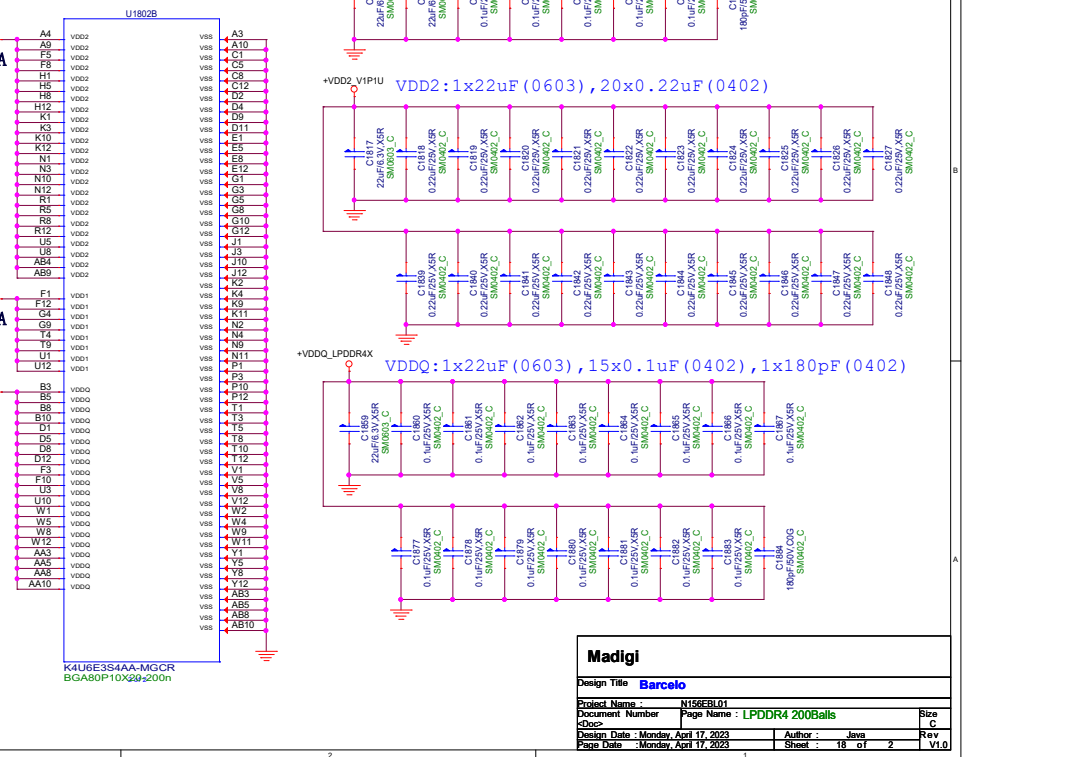 U1802B
A4 VDD2 VSS A3
A9 VDD2 VSS A10
F5 VDD2 VSS C1
F8 VDD2 VSS C5
H1 VDD2 VSS C8
H5 VDD2 VSS C12
H8 VDD2 VSS D2
H12 VDD2 VSS D4
K1 VDD2 VSS D9
K3 VDD2 VSS D11
K10 VDD2 VSS E1
K12 VDD2 VSS E5
N1 VDD2 VSS E8
N3 VDD2 VSS E12
N10 VDD2 VSS G1
N12 VDD2 VSS G3
R1 VDD2 VSS G5
R5 VDD2 VSS G8
R8 VDD2 VSS G10
R12 VDD2 VSS G12
U5 VDD2 VSS J1
U8 VDD2 VSS J3
AB4 VDD2 VSS J10
AB9 VDD2 VSS J12
VSS K2
F1 VDD1 VSS K4
F12 VDD1 VSS K9
G4 VDD1 VSS K11
G9 VDD1 VSS N2
T4 VDD1 VSS N4
T9 VDD1 VSS N9
U1 VDD1 VSS N11
U12 VDD1 VSS P1
VSS P3
B3 VDDQ VSS P10
B5 VDDQ VSS P12
B8 VDDQ VSS T1
B10 VDDQ VSS T3
D1 VDDQ VSS T5
D5 VDDQ VSS T8
D8 VDDQ VSS T10
D12 VDDQ VSS T12
F3 VDDQ VSS V1
F10 VDDQ VSS V5
U3 VDDQ VSS V8
U10 VDDQ VSS V12
W1 VDDQ VSS W2
W5 VDDQ VSS W4
W8 VDDQ VSS W9
W12 VDDQ VSS W11
AA3 VDDQ VSS Y1
AA5 VDDQ VSS Y5
AA8 VDDQ VSS Y8
AA10 VDDQ VSS Y12
VSS AB3
VSS AB5
VSS AB8
VSS AB10
K4U6E3S4AA-MGCR
+VDD2_V1P1U
VDD2:1x22uF(0603),20x0.22uF(0402)
C1817
22uF/6.3V,X5R
SM0603_C
C1818
0.22uF/25V,X5R
SM0402_C
C1819
0.22uF/25V,X5R
SM0402_C
C1820
0.22uF/25V,X5R
SM0402_C
C1821
0.22uF/25V,X5R
SM0402_C
C1822
0.22uF/25V,X5R
SM0402_C
C1823
0.22uF/25V,X5R
SM0402_C
C1824
0.22uF/25V,X5R
SM0402_C
C1825
0.22uF/25V,X5R
SM0402_C
C1826
0.22uF/25V,X5R
SM0402_C
C1827
0.22uF/25V,X5R
SM0402_C
C1839
0.22uF/25V,X5R
SM0402_C
C1840
0.22uF/25V,X5R
SM0402_C
C1841
0.22uF/25V,X5R
SM0402_C
C1842
0.22uF/25V,X5R
SM0402_C
C1843
0.22uF/25V,X5R
SM0402_C
C1844
0.22uF/25V,X5R
SM0402_C
C1845
0.22uF/25V,X5R
SM0402_C
C1846
0.22uF/25V,X5R
SM0402_C
C1847
0.22uF/25V,X5R
SM0402_C
C1848
0.22uF/25V,X5R
SM0402_C
+VDDQ_LPDDR4X
VDDQ:1x22uF(0603),15x0.1uF(0402),1x180pF(0402)
C1859
22uF/6.3V,X5R
SM0603_C
C1860
0.1uF/25V,X5R
SM0402_C
C1861
0.1uF/25V,X5R
SM0402_C
C1862
0.1uF/25V,X5R
SM0402_C
C1863
0.1uF/25V,X5R
SM0402_C
C1864
0.1uF/25V,X5R
SM0402_C
C1865
0.1uF/25V,X5R
SM0402_C
C1866
0.1uF/25V,X5R
SM0402_C
C1867
0.1uF/25V,X5R
SM0402_C
C1877
0.1uF/25V,X5R
SM0402_C
C1878
0.1uF/25V,X5R
SM0402_C
C1879
0.1uF/25V,X5R
SM0402_C
C1880
0.1uF/25V,X5R
SM0402_C
C1881
0.1uF/25V,X5R
SM0402_C
C1882
0.1uF/25V,X5R
SM0402_C
C1883
0.1uF/25V,X5R
SM0402_C
C1884
180pF/50V,C0G
SM0402_C
B
A
Madigi
Design Title Barcelo
Project Name : N156EBL01
Document Number Page Name : LPDDR4 200Balls Size
<Doc> C
Design Date : Monday, April 17, 2023 Author : Java Rev
Page Date : Monday, April 17, 2023 Sheet : 18 of 2 V1.0
2 1